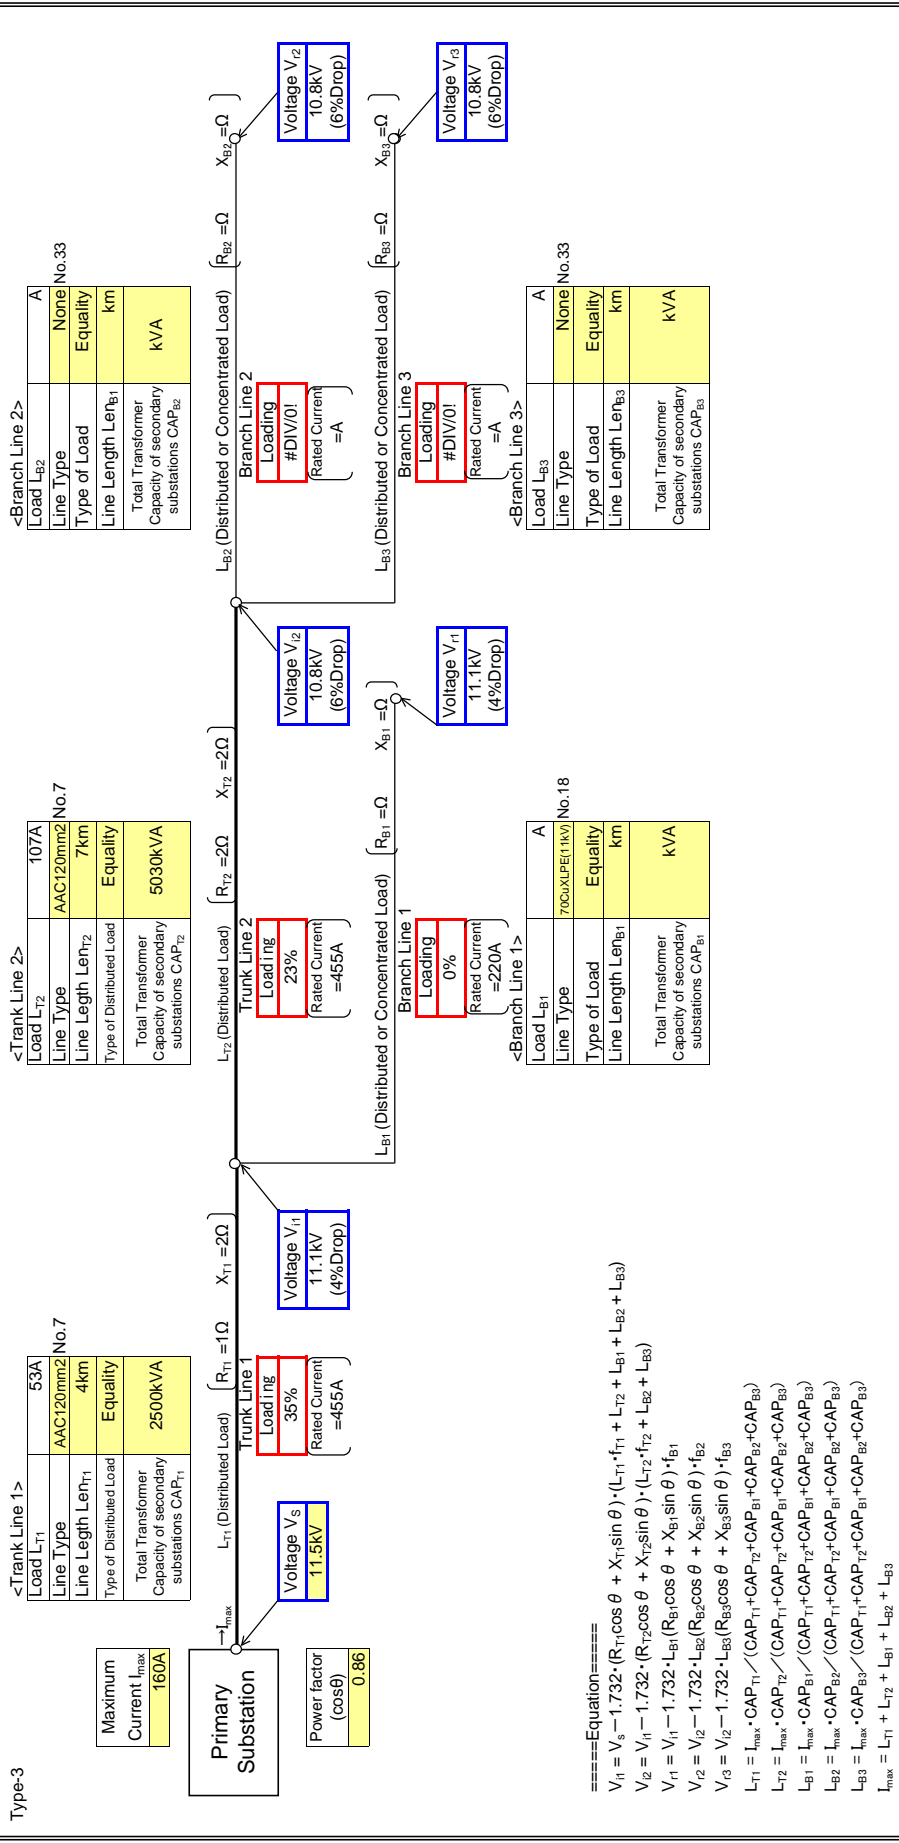 Type-3
Maximum
Current Imax
160A
Primary
Substation
Power factor
(cosθ)
0.86
→Imax
Voltage VS
11.5kV
<Trank Line 1>
Load LT1 53A
Line Type AAC120mm2 No.7
Line Legth LenT1 4km
Type of Distributed Load Equality
Total Transformer
Capacity of secondary
substations CAPT1
2500kVA
LT1 (Distributed Load) (RT1 =1Ω XT1 =2Ω)
Trunk Line 1
Loading
35%
(Rated Current
=455A)
Voltage Vi1
11.1kV
(4%Drop)
<Trank Line 2>
Load LT2 107A
Line Type AAC120mm2 No.7
Line Legth LenT2 7km
Type of Distributed Load Equality
Total Transformer
Capacity of secondary
substations CAPT2
5030kVA
LT2 (Distributed Load) (RT2 =2Ω XT2 =2Ω)
Trunk Line 2
Loading
23%
(Rated Current
=455A)
Voltage Vi2
10.8kV
(6%Drop)
LB1 (Distributed or Concentrated Load) (RB1 =Ω XB1 =Ω)
Branch Line 1
Loading
0%
(Rated Current
=220A)
Voltage Vr1
11.1kV
(4%Drop)
<Branch Line 1>
Load LB1 A
Line Type 70CuXLPE(11kV) No.18
Type of Load Equality
Line Length LenB1 km
Total Transformer
Capacity of secondary
substations CAPB1
kVA
<Branch Line 2>
Load LB2 A
Line Type None No.33
Type of Load Equality
Line Length LenB1 km
Total Transformer
Capacity of secondary
substations CAPB2
kVA
LB2 (Distributed or Concentrated Load) (RB2 =Ω XB2 =Ω)
Branch Line 2
Loading
#DIV/0!
(Rated Current
=A)
Voltage Vr2
10.8kV
(6%Drop)
LB3 (Distributed or Concentrated Load) (RB3 =Ω XB3 =Ω)
Branch Line 3
Loading
#DIV/0!
(Rated Current
=A)
Voltage Vr3
10.8kV
(6%Drop)
<Branch Line 3>
Load LB3 A
Line Type None No.33
Type of Load Equality
Line Length LenB3 km
Total Transformer
Capacity of secondary
substations CAPB3
kVA
=====Equation=====
Vi1 = VS－1.732・(RT1cos θ + XT1sin θ)・(LT1・fT1 + LT2 + LB1 + LB2 + LB3)
Vi2 = Vi1－1.732・(RT2cos θ + XT2sin θ)・(LT2・fT2 + LB2 + LB3)
Vr1 = Vi1－1.732・LB1(RB1cos θ + XB1sin θ)・fB1
Vr2 = Vi2－1.732・LB2(RB2cos θ + XB2sin θ)・fB2
Vr3 = Vi2－1.732・LB3(RB3cos θ + XB3sin θ)・fB3
LT1 = Imax・CAPT1／(CAPT1+CAPT2+CAPB1+CAPB2+CAPB3)
LT2 = Imax・CAPT2／(CAPT1+CAPT2+CAPB1+CAPB2+CAPB3)
LB1 = Imax・CAPB1／(CAPT1+CAPT2+CAPB1+CAPB2+CAPB3)
LB2 = Imax・CAPB2／(CAPT1+CAPT2+CAPB1+CAPB2+CAPB3)
LB3 = Imax・CAPB3／(CAPT1+CAPT2+CAPB1+CAPB2+CAPB3)
Imax = LT1 + LT2 + LB1 + LB2 + LB3